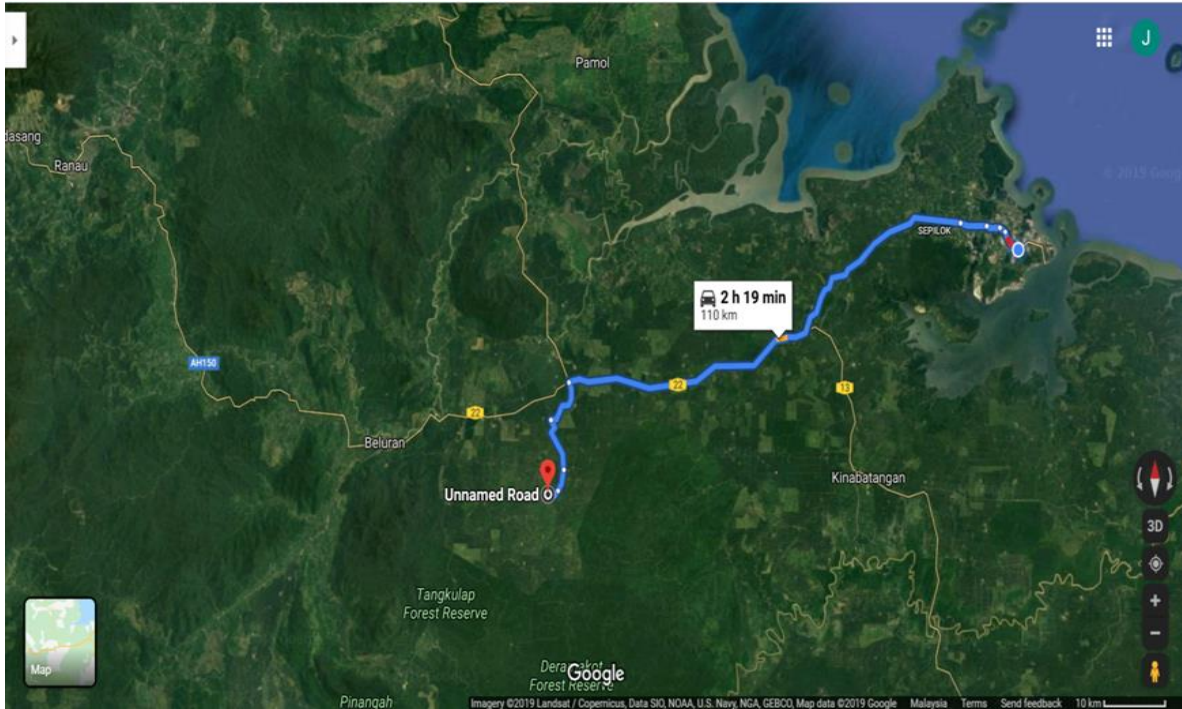 J
Pamol
dasang
Ranau
© 2019 Goog
SEPILOK
2 h 19 min
110 km
AH150
22
13
22
Beluran
Kinabatangan
Unnamed Road
3D
Tangkulap
Forest Reserve
Map
Google
Forest Reserve
Pinangah
Imagery ©2019 Landsat / Copernicus, Data SIO, NOAA, U.S. Navy, NGA, GEBCO, Map data ©2019 Google Malaysia Terms Send feedback 10 km